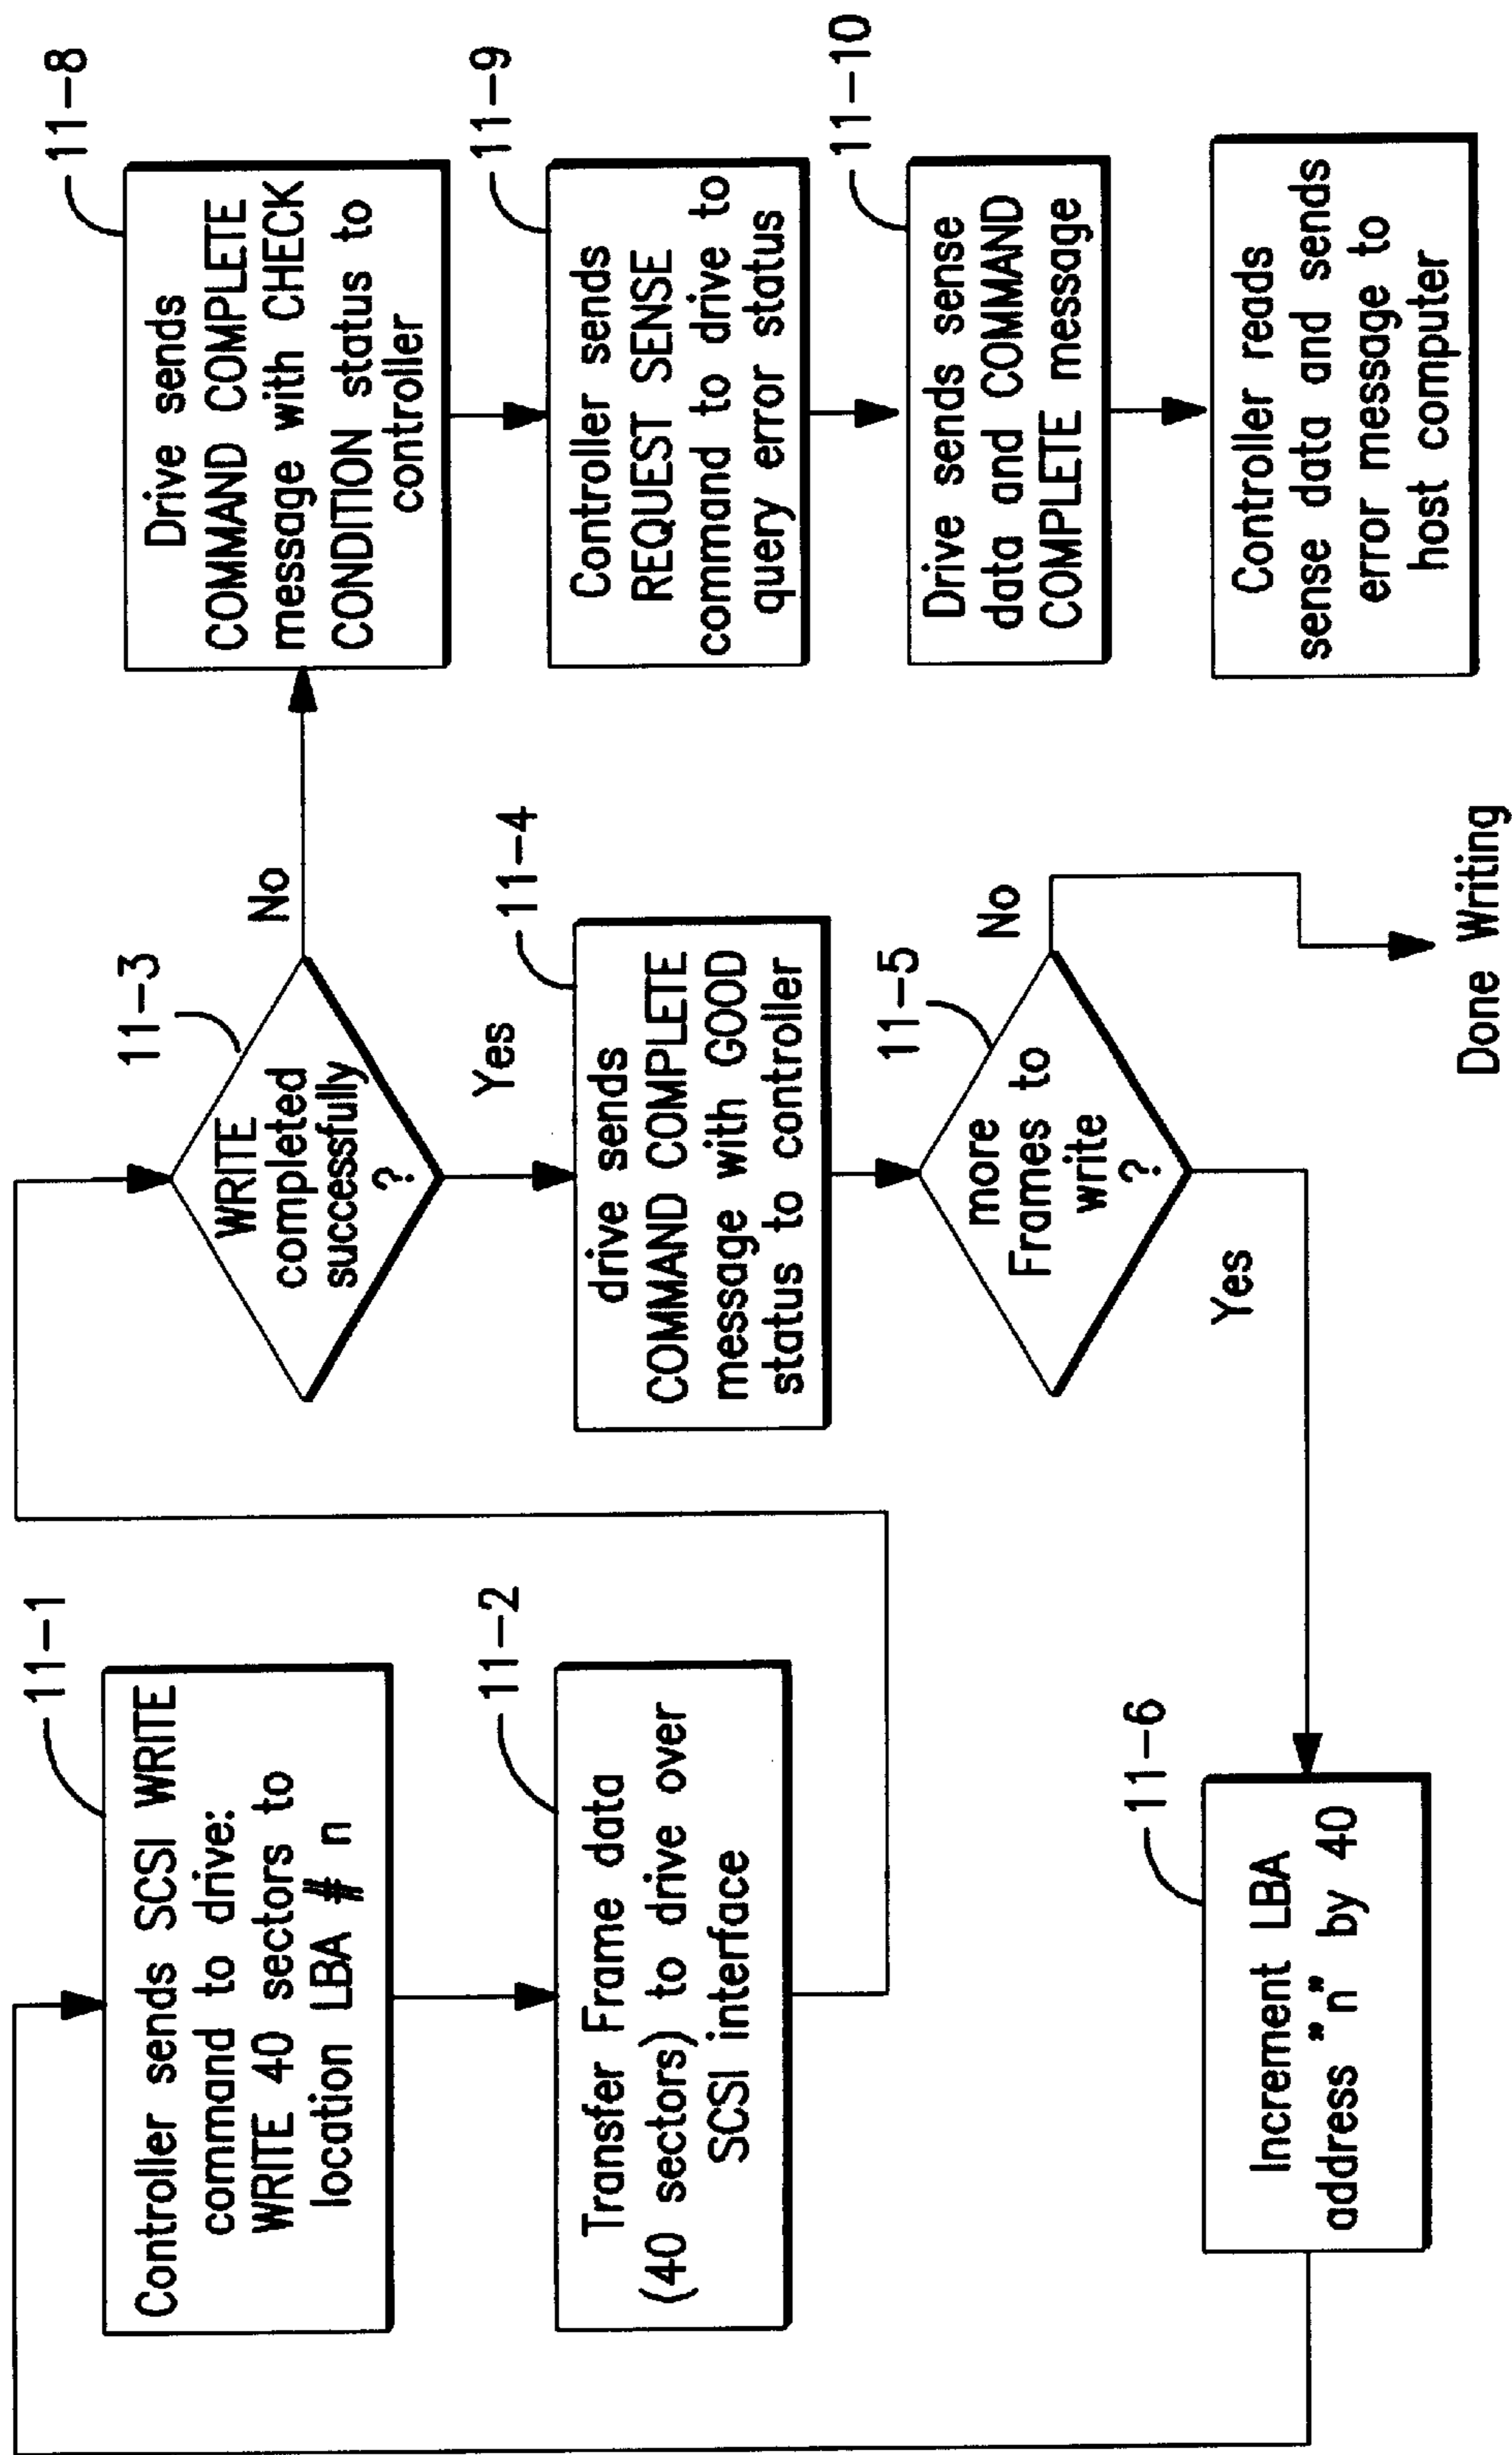 11-1
Controller sends SCSI WRITE
command to drive:
WRITE 40 sectors to
location LBA # n
11-2
Transfer Frame data
(40 sectors) to drive over
SCSI interface
11-3
WRITE
completed
successfully
?
No
Yes
11-4
drive sends
COMMAND COMPLETE
message with GOOD
status to controller
11-5
more
Frames to
write
?
No
Done Writing
Yes
11-6
Increment LBA
address "n" by 40
11-8
Drive sends
COMMAND COMPLETE
message with CHECK
CONDITION status to
controller
11-9
Controller sends
REQUEST SENSE
command to drive to
query error status
11-10
Drive sends sense
data and COMMAND
COMPLETE message
Controller reads
sense data and sends
error message to
host computer